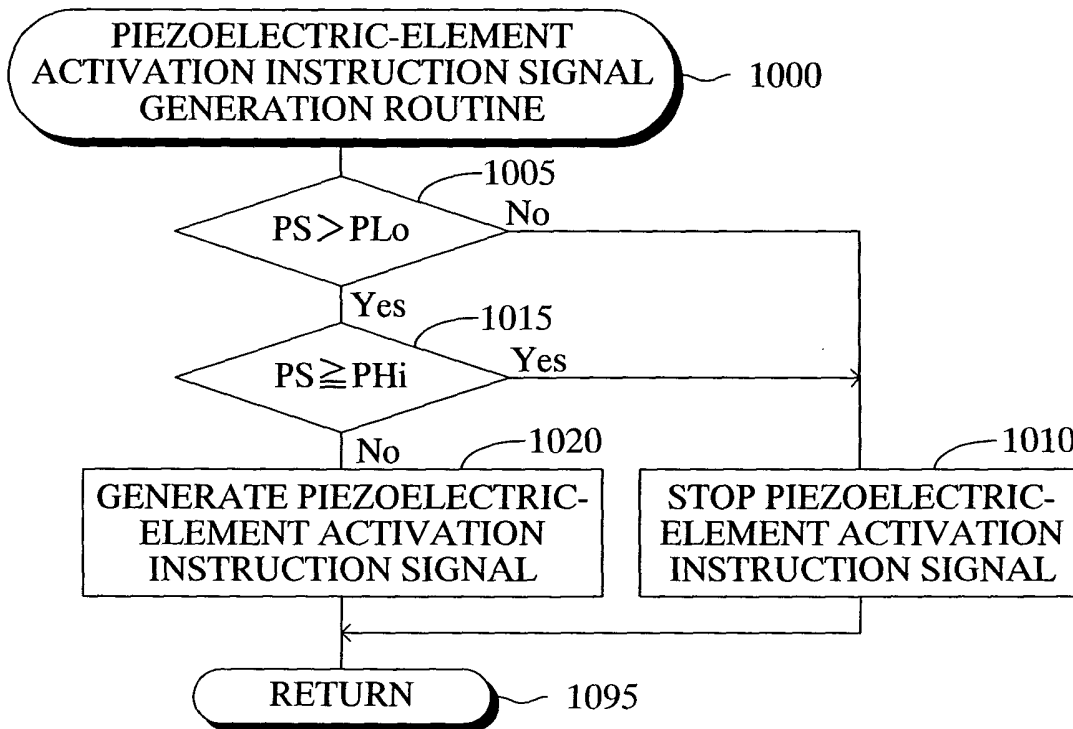 PIEZOELECTRIC-ELEMENT
ACTIVATION INSTRUCTION SIGNAL
GENERATION ROUTINE
1000
1005
PS>PLo
No
Yes
1015
PS≧PHi
Yes
No
1020
GENERATE PIEZOELECTRIC-
ELEMENT ACTIVATION
INSTRUCTION SIGNAL
1010
STOP PIEZOELECTRIC-
ELEMENT ACTIVATION
INSTRUCTION SIGNAL
RETURN
1095